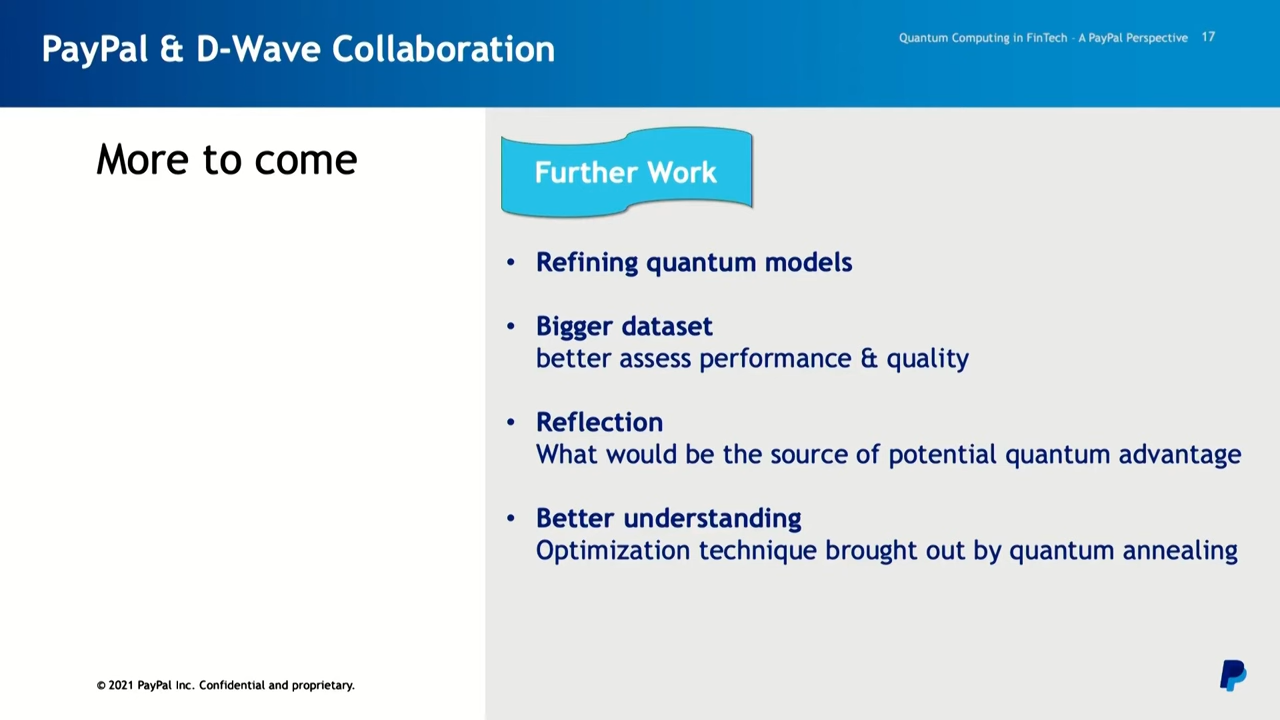 PayPal & D-Wave Collaboration
Quantum Computing in FinTech - A PayPal Perspective 17
More to come
Further Work
• Refining quantum models
• Bigger dataset
better assess performance & quality
• Reflection
What would be the source of potential quantum advantage
• Better understanding
Optimization technique brought out by quantum annealing
© 2021 PayPal Inc. Confidential and proprietary.